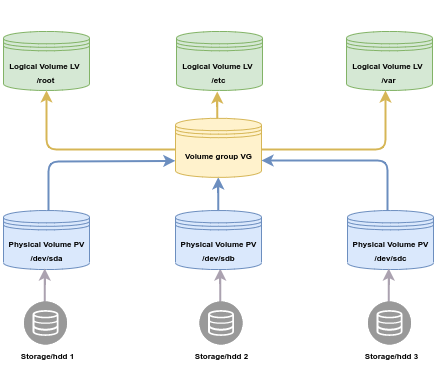 Logical Volume LV
/root
Logical Volume LV
/etc
Logical Volume LV
/var
Volume group VG
Physical Volume PV
/dev/sda
Physical Volume PV
/dev/sdb
Physical Volume PV
/dev/sdc
Storage/hdd 1
Storage/hdd 2
Storage/hdd 3